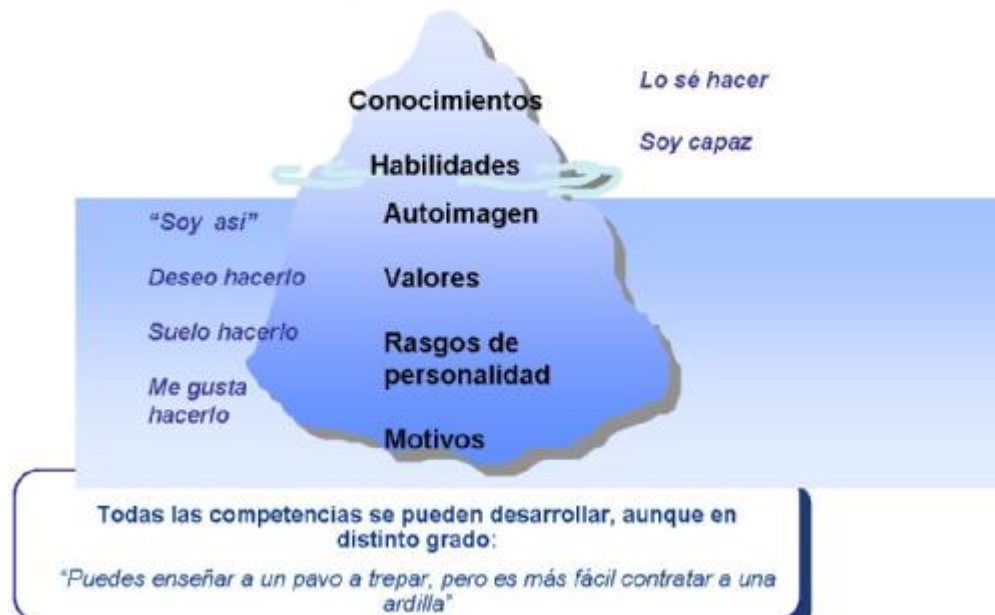 Conocimientos
Lo sé hacer
Habilidades
Soy capaz
"Soy así"
Autoimagen
Deseo hacerlo
Valores
Suelo hacerlo
Rasgos de
personalidad
Me gusta
hacerlo
Motivos
Todas las competencias se pueden desarrollar, aunque en
distinto grado:
"Puedes enseñar a un pavo a trepar, pero es más fácil contratar a una
ardilla"